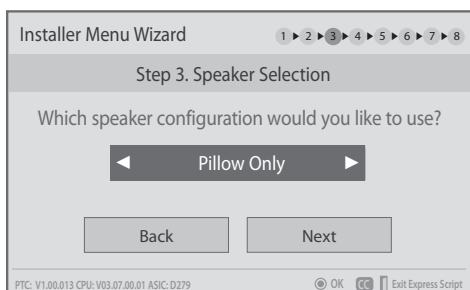 Installer Menu Wizard 1 ▶ 2 ▶ 3 ▶ 4 ▶ 5 ▶ 6 ▶ 7 ▶ 8
Step 3. Speaker Selection
Which speaker configuration would you like to use?
◀ Pillow Only ▶
Back Next
PTC: V1.00.013 CPU: V03.07.00.01 ASIC: D279 OK CC Exit Express Script